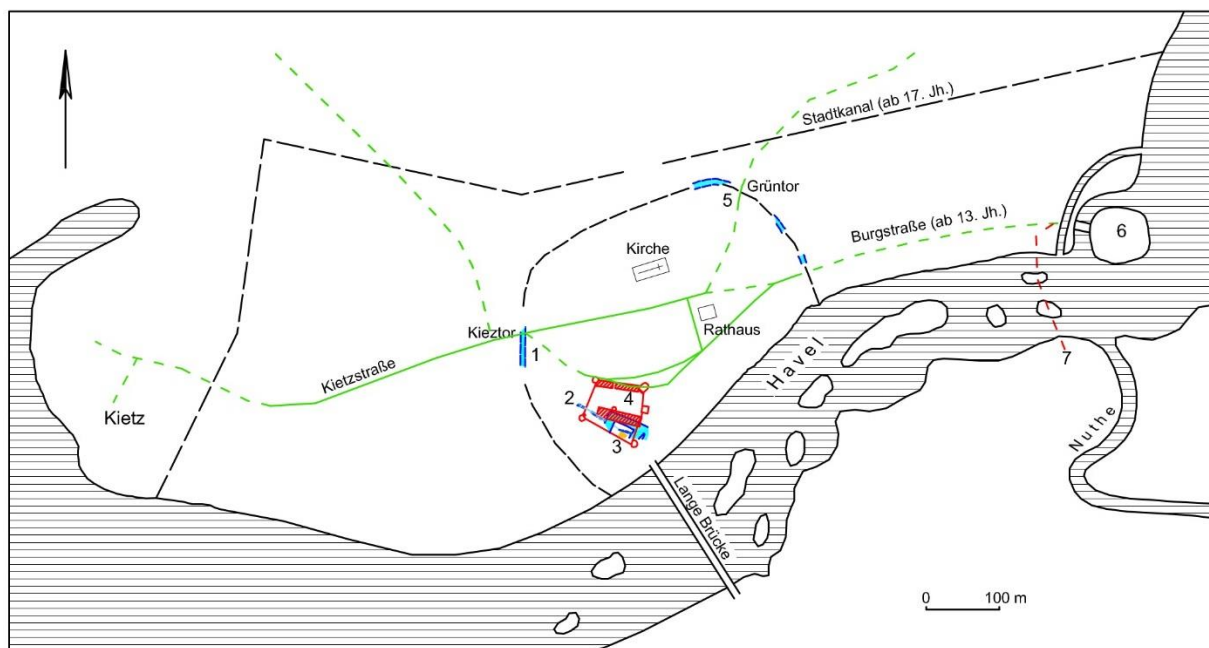 Stadtkanal (ab 17. Jh.)
Grüntor
5
Burgstraße (ab 13. Jh.)
6
Kirche
Kieztor
Rathaus
1
Kietzstraße
Havel
7
Kietz
2
4
3
Nuthe
Lange Brücke
0 100 m